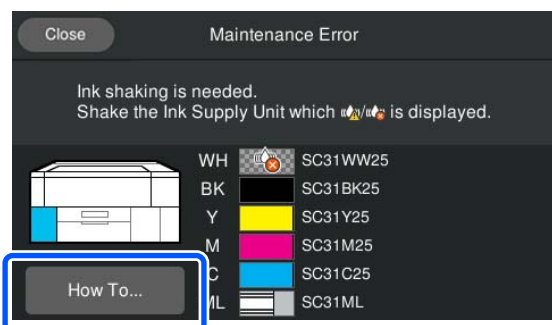 Close
Maintenance Error
Ink shaking is needed.
Shake the Ink Supply Unit which / is displayed.
WH SC31WW25
BK SC31BK25
Y SC31Y25
M SC31M25
C SC31C25
ML SC31ML
How To...